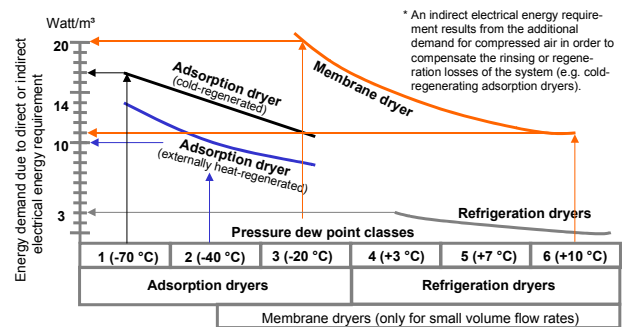 Watt/m³
* An indirect electrical energy require-
ment results from the additional
demand for compressed air in order to
compensate the rinsing or regene-
ration losses of the system (e.g. cold-
regenerating adsorption dryers).
20
14
10
3
Energy demand due to direct or indirect
electrical energy requirement
Adsorption dryer
(cold-regenerated)
Membrane dryer
Adsorption dryer
(externally heat-regenerated)
Refrigeration dryers
Pressure dew point classes
1 (-70 °C) 2 (-40 °C) 3 (-20 °C) 4 (+3 °C) 5 (+7 °C) 6 (+10 °C)
Adsorption dryers Refrigeration dryers
Membrane dryers (only for small volume flow rates)